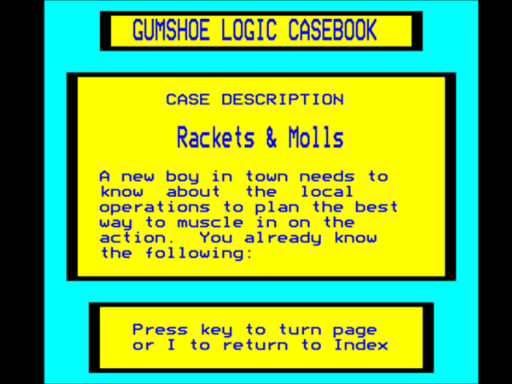 GUMSHOE LOGIC CASEBOOK
CASE DESCRIPTION
Rackets & Molls
A new boy in town needs to
know about the local
operations to plan the best
way to muscle in on the
action. You already know
the following:
Press key to turn page
or I to return to Index